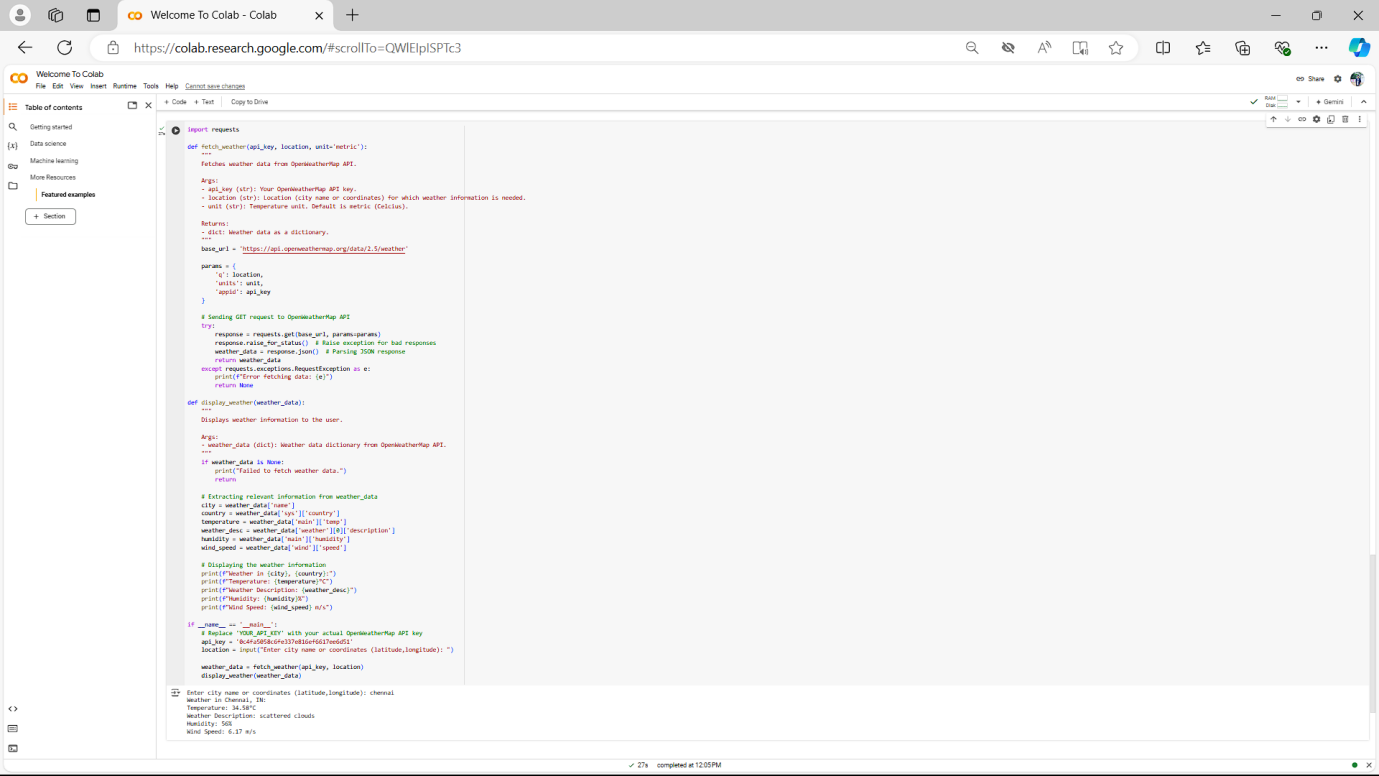 Welcome To Colab - Colab
https://colab.research.google.com/#scrollTo=QWlEIpISPTc3
Welcome To Colab
File Edit View Insert Runtime Tools Help Cannot save changes
Share
Table of contents
+ Code + Text Copy to Drive
RAM
Disk
Gemini
Getting started
Data science
Machine learning
More Resources
Featured examples
+ Section
27s
import requests
def fetch_weather(api_key, location, unit='metric'):
"""
Fetches weather data from OpenWeatherMap API.
Args:
- api_key (str): Your OpenWeatherMap API key.
- location (str): Location (city name or coordinates) for which weather information is needed.
- unit (str): Temperature unit. Default is metric (Celcius).
Returns:
- dict: Weather data as a dictionary.
"""
base_url = 'https://api.openweathermap.org/data/2.5/weather'
params = {
'q': location,
'units': unit,
'appid': api_key
}
# Sending GET request to OpenWeatherMap API
try:
response = requests.get(base_url, params=params)
response.raise_for_status() # Raise exception for bad responses
weather_data = response.json() # Parsing JSON response
return weather_data
except requests.exceptions.RequestException as e:
print(f"Error fetching data: {e}")
return None
def display_weather(weather_data):
"""
Displays weather information to the user.
Args:
- weather_data (dict): Weather data dictionary from OpenWeatherMap API.
"""
if weather_data is None:
print("Failed to fetch weather data.")
return
# Extracting relevant information from weather_data
city = weather_data['name']
country = weather_data['sys']['country']
temperature = weather_data['main']['temp']
weather_desc = weather_data['weather'][0]['description']
humidity = weather_data['main']['humidity']
wind_speed = weather_data['wind']['speed']
# Displaying the weather information
print(f"Weather in {city}, {country}:")
print(f"Temperature: {temperature}°C")
print(f"Weather Description: {weather_desc}")
print(f"Humidity: {humidity}%")
print(f"Wind Speed: {wind_speed} m/s")
if __name__ == '__main__':
# Replace 'YOUR_API_KEY' with your actual OpenWeatherMap API key
api_key = '0c4fa5058c6fe337e816ef6617ee6d51'
location = input("Enter city name or coordinates (latitude,longitude): ")
weather_data = fetch_weather(api_key, location)
display_weather(weather_data)
Enter city name or coordinates (latitude,longitude): chennai
Weather in Chennai, IN:
Temperature: 34.58°C
Weather Description: scattered clouds
Humidity: 56%
Wind Speed: 6.17 m/s
27s completed at 12:05PM